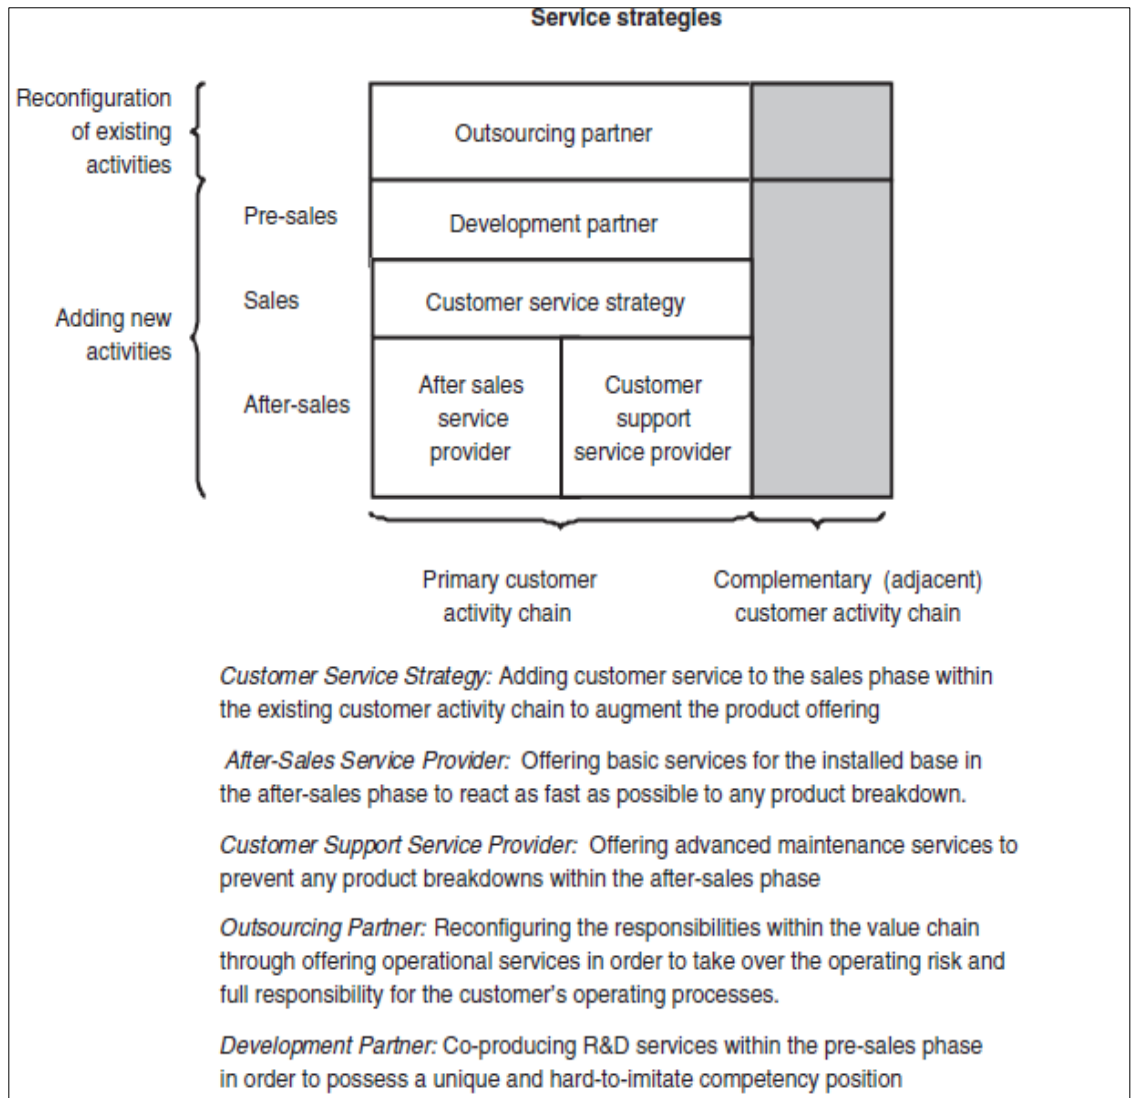 Service strategies
Reconfiguration
of existing
activities
Outsourcing partner
Pre-sales
Development partner
Sales
Customer service strategy
Adding new
activities
After-sales
After sales
service
provider
Customer
support
service provider
Primary customer
activity chain
Complementary (adjacent)
customer activity chain
Customer Service Strategy: Adding customer service to the sales phase within
the existing customer activity chain to augment the product offering
After-Sales Service Provider: Offering basic services for the installed base in
the after-sales phase to react as fast as possible to any product breakdown.
Customer Support Service Provider: Offering advanced maintenance services to
prevent any product breakdowns within the after-sales phase
Outsourcing Partner: Reconfiguring the responsibilities within the value chain
through offering operational services in order to take over the operating risk and
full responsibility for the customer's operating processes.
Development Partner: Co-producing R&D services within the pre-sales phase
in order to possess a unique and hard-to-imitate competency position